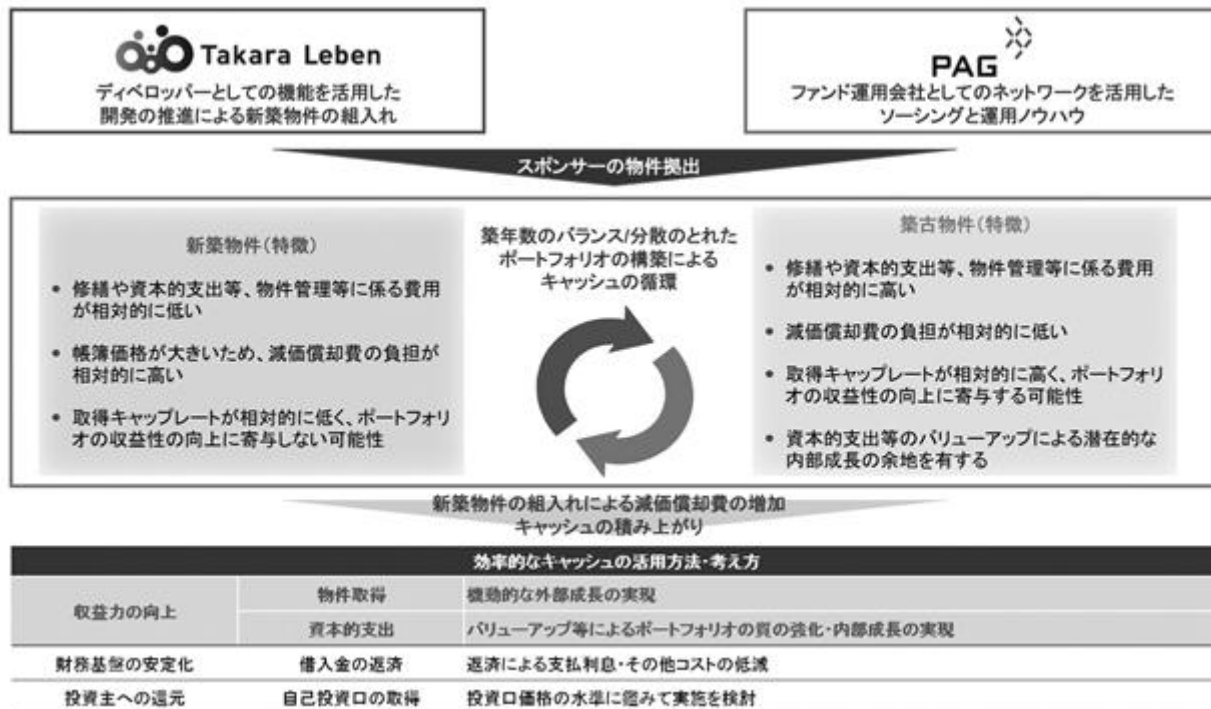 Takara Leben
ディベロッパーとしての機能を活用した
開発の推進による新築物件の組入れ
PAG
ファンド運用会社としてのネットワークを活用した
ソーシングと運用ノウハウ
スポンサーの物件拠出
新築物件(特徴)
• 修繕や資本的支出等、物件管理等に係る費用
が相対的に低い
• 帳簿価格が大きいため、減価償却費の負担が
相対的に高い
• 取得キャップレートが相対的に低く、ポートフォリ
オの収益性の向上に寄与しない可能性
築年数のバランス/分散のとれた
ポートフォリオの構築による
キャッシュの循環
築古物件(特徴)
• 修繕や資本的支出等、物件管理等に係る費用
が相対的に高い
• 減価償却費の負担が相対的に低い
• 取得キャップレートが相対的に高く、ポートフォリ
オの収益性の向上に寄与する可能性
• 資本的支出等のバリューアップによる潜在的な
内部成長の余地を有する
新築物件の組入れによる減価償却費の増加
キャッシュの積み上がり
効率的なキャッシュの活用方法・考え方
収益力の向上
物件取得 機動的な外部成長の実現
資本的支出 バリューアップ等によるポートフォリオの質の強化・内部成長の実現
財務基盤の安定化 借入金の返済 返済による支払利息・その他コストの低減
投資主への還元 自己投資口の取得 投資口価格の水準に鑑みて実施を検討